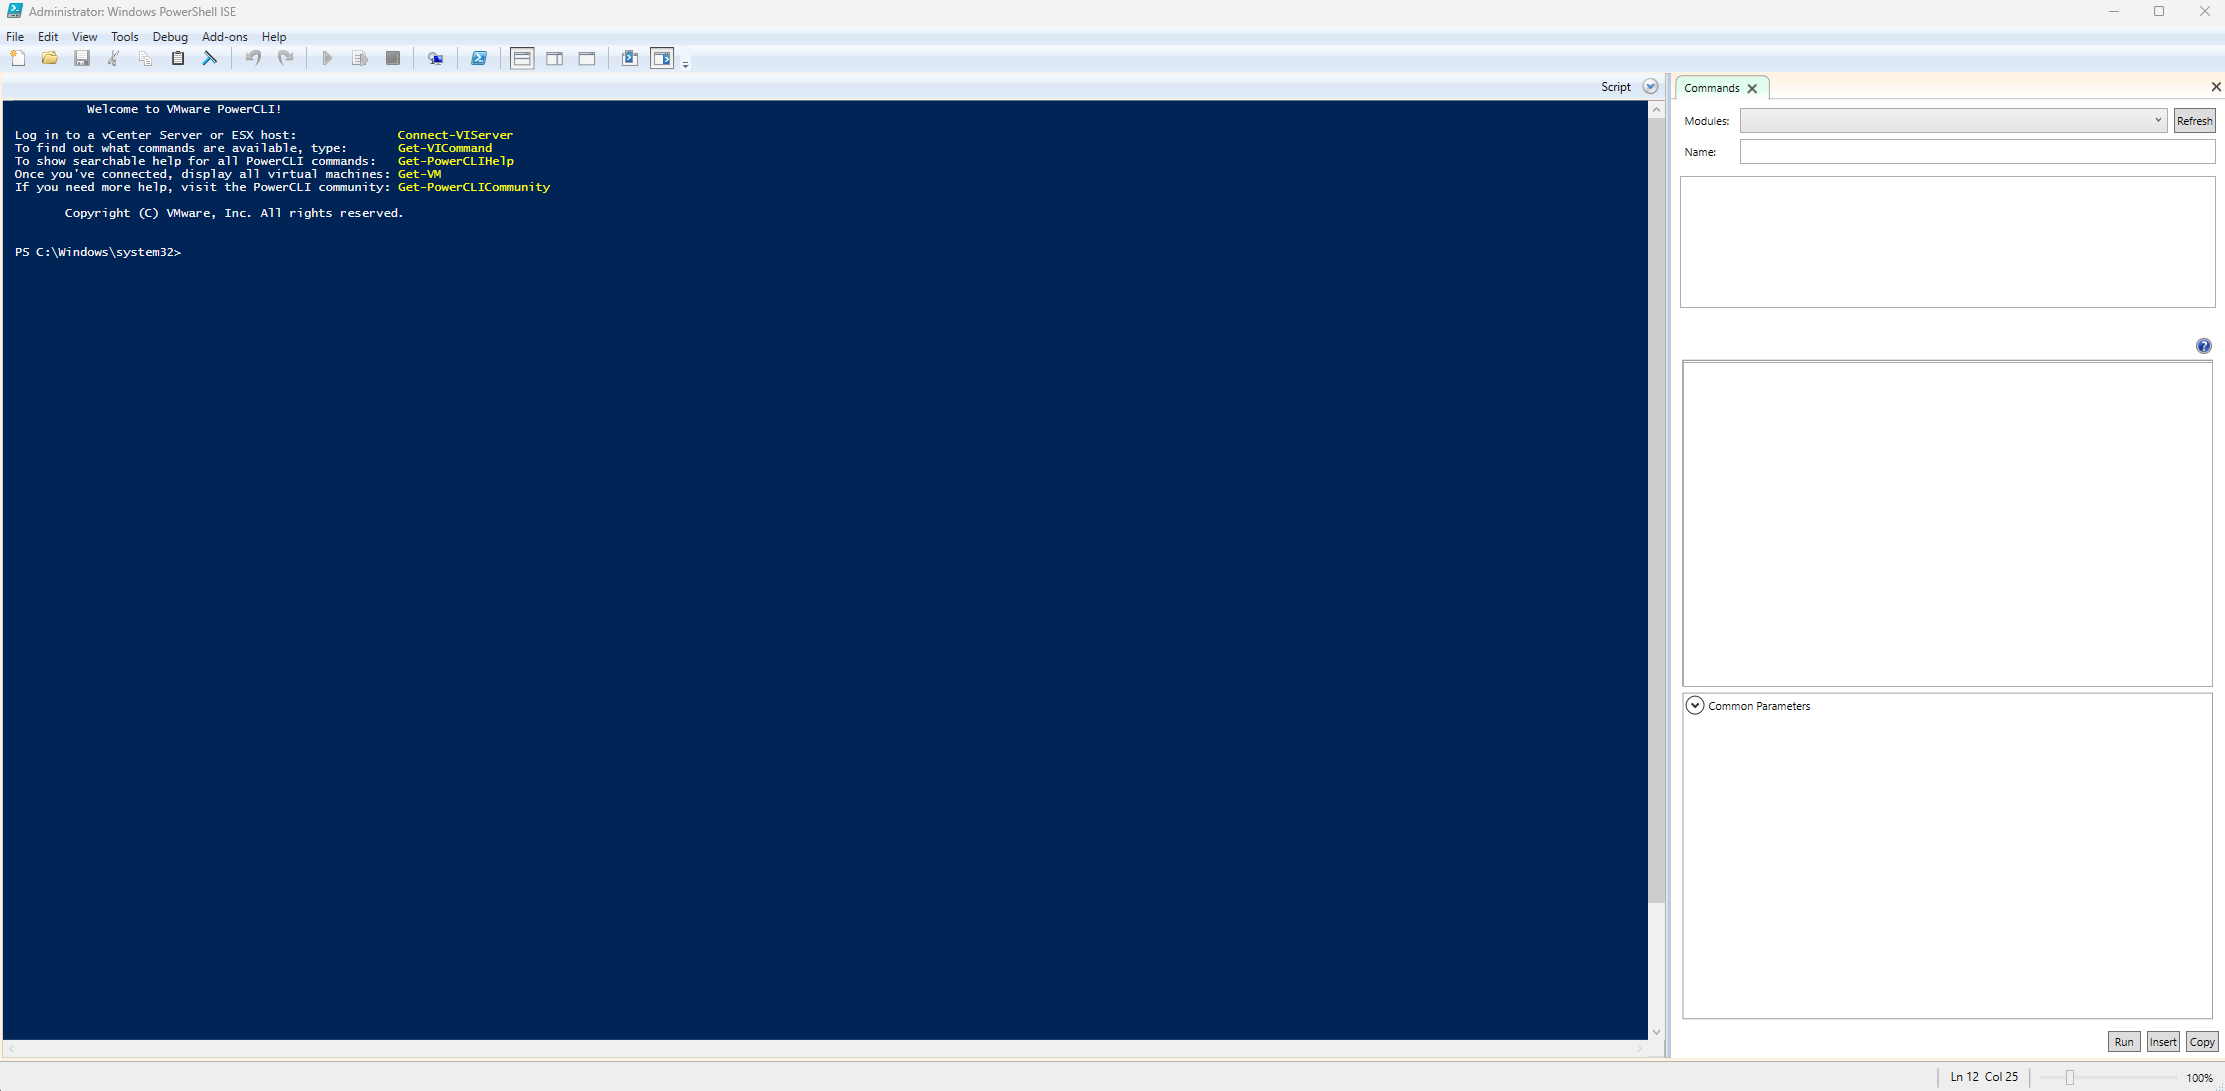 Administrator: Windows PowerShell ISE
File Edit View Tools Debug Add-ons Help
Script
Commands
Welcome to VMware PowerCLI!
Log in to a vCenter Server or ESX host: Connect-VIServer
To find out what commands are available, type: Get-VICommand
To show searchable help for all PowerCLI commands: Get-PowerCLIHelp
Once you've connected, display all virtual machines: Get-VM
If you need more help, visit the PowerCLI community: Get-PowerCLICommunity
Copyright (C) VMware, Inc. All rights reserved.
PS C:\Windows\system32>
Modules:
Refresh
Name:
Common Parameters
Run Insert Copy
Ln 12 Col 25
100%